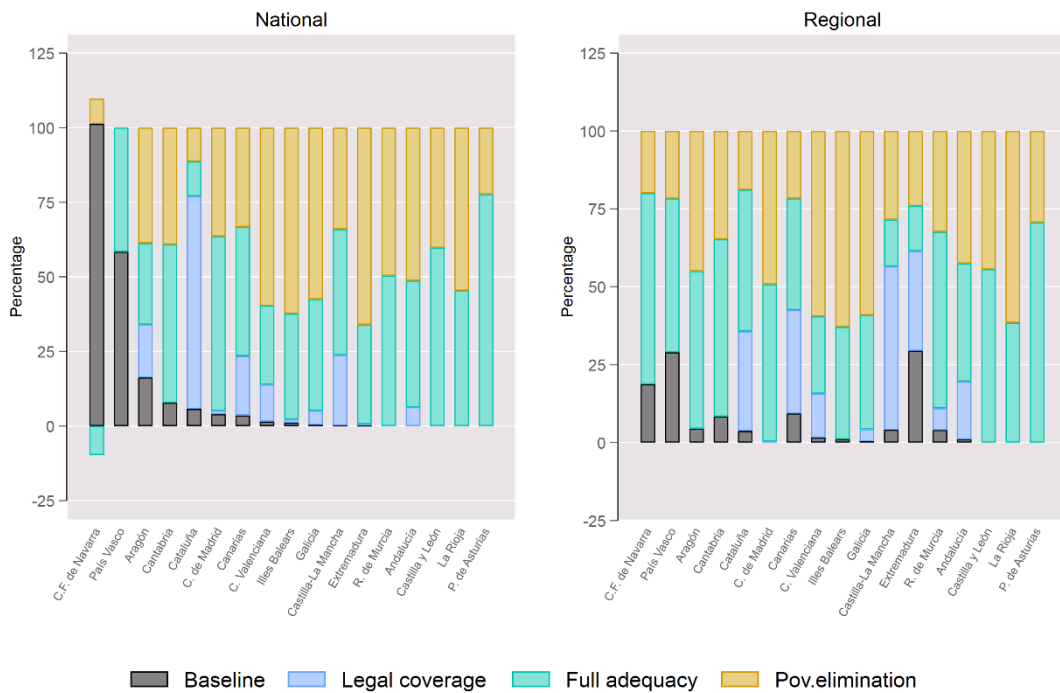 National
Percentage
125
100
75
50
25
0
-25
C.F. de Navarra
País Vasco
Aragón
Cantabria
Cataluña
C. de Madrid
Canarias
C. Valenciana
Illes Balears
Galicia
Castilla-La Mancha
Extremadura
R. de Murcia
Andalucía
Castilla y León
La Rioja
P. de Asturias
Regional
Percentage
125
100
75
50
25
0
-25
C.F. de Navarra
País Vasco
Aragón
Cantabria
Cataluña
C. de Madrid
Canarias
C. Valenciana
Illes Balears
Galicia
Castilla-La Mancha
Extremadura
R. de Murcia
Andalucía
Castilla y León
La Rioja
P. de Asturias
Baseline Legal coverage Full adequacy Pov.elimination